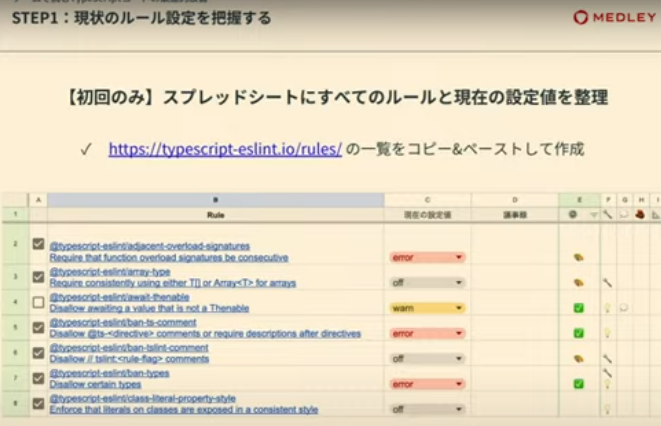 STEP1：現状のルール設定を把握する
MEDLEY
【初回のみ】スプレッドシートにすべてのルールと現在の設定値を整理
✓ https://typescript-eslint.io/rules/ の一覧をコピー&ペーストして作成
A B C D E F G H I
1 Rule 現在の設定値 議事録
2 @typescript-eslint/adjacent-overload-signatures
Require that function overload signatures be consecutive error
3 @typescript-eslint/array-type
Require consistently using either T[] or Array<T> for arrays off
4 @typescript-eslint/await-thenable
Disallow awaiting a value that is not a Thenable warn
5 @typescript-eslint/ban-ts-comment
Disallow @ts-<directive> comments or require descriptions after directives error
6 @typescript-eslint/ban-tslint-comment
Disallow // tslint:<rule-flag> comments off
7 @typescript-eslint/ban-types
Disallow certain types error
8 @typescript-eslint/class-literal-property-style
Enforce that literals on classes are exposed in a consistent style off